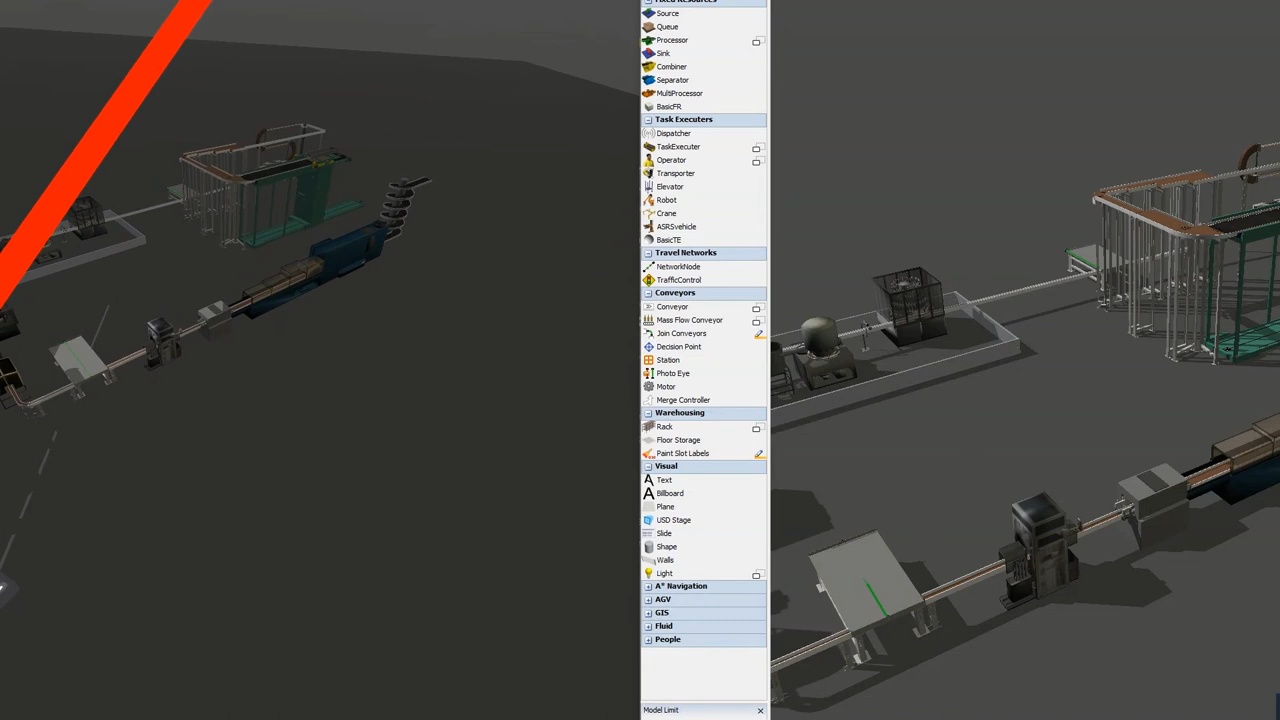 Fixed Resources
Source
Queue
Processor
Sink
Combiner
Separator
MultiProcessor
BasicFR
Task Executers
Dispatcher
TaskExecuter
Operator
Transporter
Elevator
Robot
Crane
ASRSvehicle
BasicTE
Travel Networks
NetworkNode
TrafficControl
Conveyors
Conveyor
Mass Flow Conveyor
Join Conveyors
Decision Point
Station
Photo Eye
Motor
Merge Controller
Warehousing
Rack
Floor Storage
Paint Slot Labels
Visual
Text
Billboard
Plane
USD Stage
Slide
Shape
Walls
Light
A* Navigation
AGV
GIS
Fluid
People
Model Limit